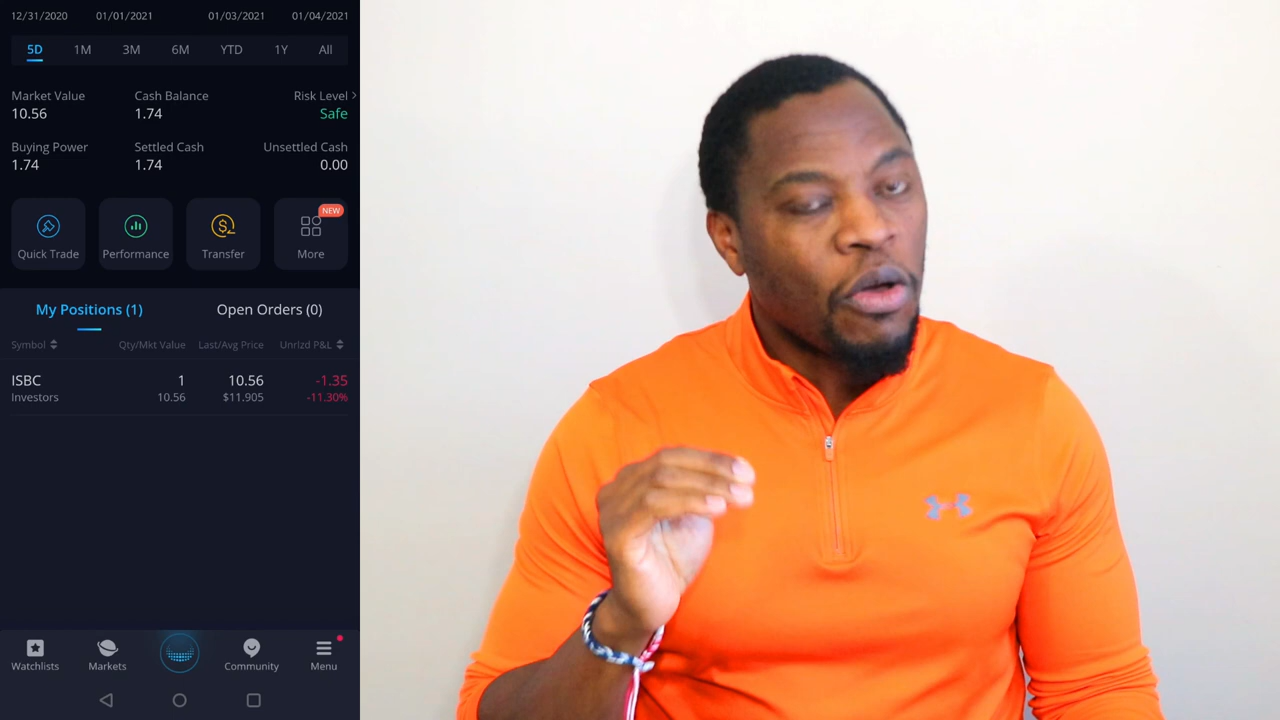 12/31/2020 01/01/2021 01/03/2021 01/04/2021
5D 1M 3M 6M YTD 1Y All
Market Value Cash Balance Risk Level
10.56 1.74 Safe
Buying Power Settled Cash Unsettled Cash
1.74 1.74 0.00
NEW
Quick Trade Performance Transfer More
My Positions (1) Open Orders (0)
Symbol Qty/Mkt Value Last/Avg Price Unrlzd P&L
ISBC 1 10.56 -1.35
Investors 10.56 $11.905 -11.30%
Watchlists Markets Community Menu